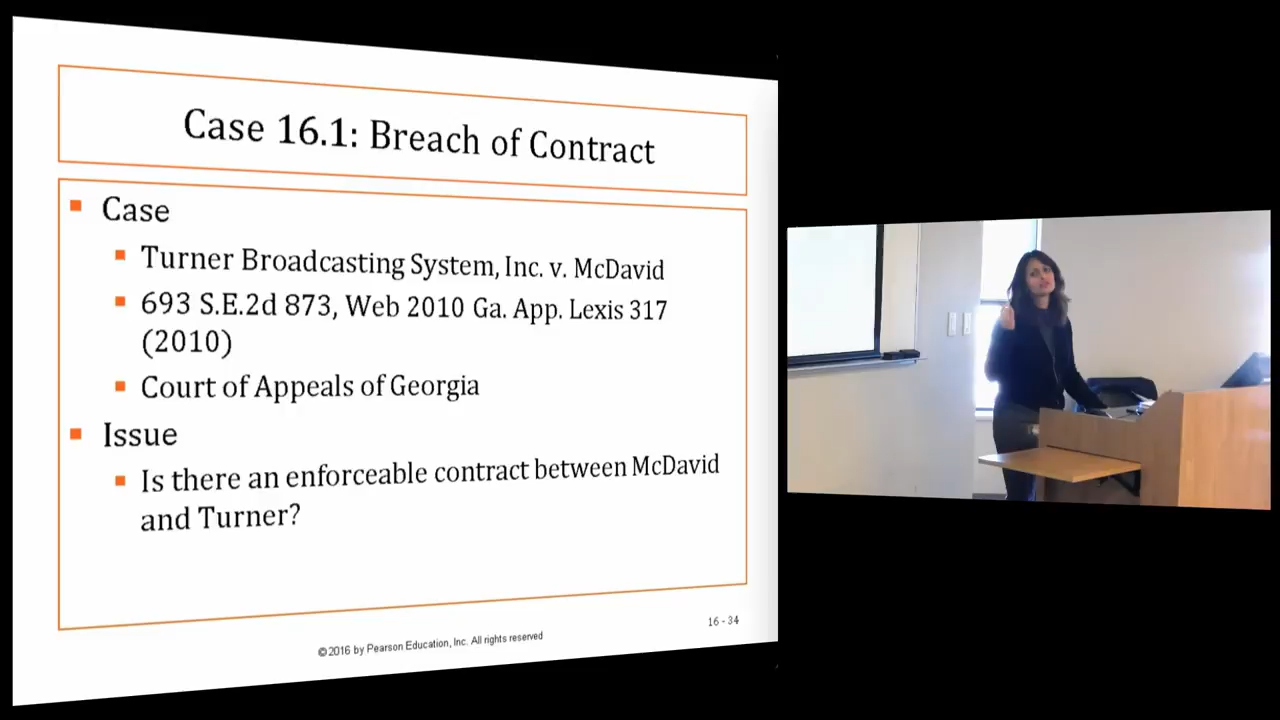 Case 16.1: Breach of Contract
Case
Turner Broadcasting System, Inc. v. McDavid
693 S.E.2d 873, Web 2010 Ga. App. Lexis 317
(2010)
Court of Appeals of Georgia
Issue
Is there an enforceable contract between McDavid
and Turner?
16 - 34
©2016 by Pearson Education, Inc. All rights reserved